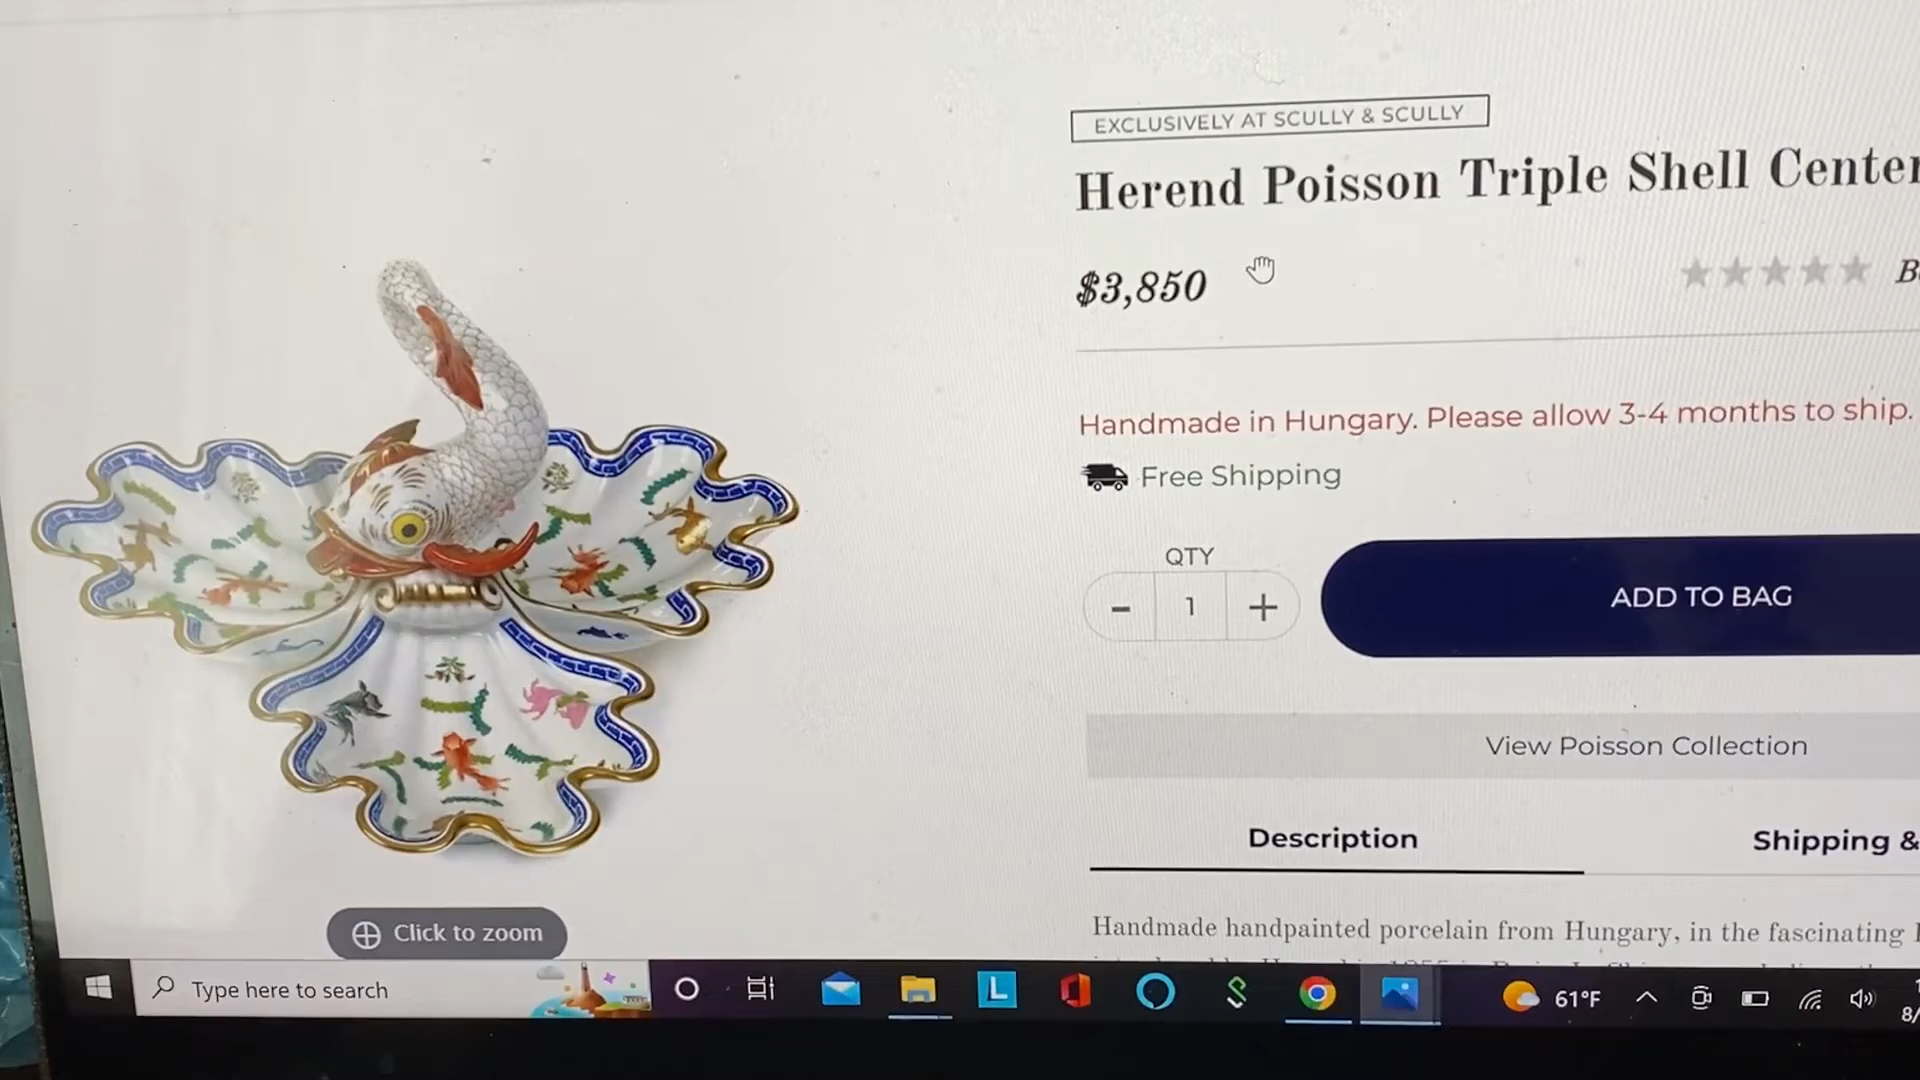 EXCLUSIVELY AT SCULLY & SCULLY
Herend Poisson Triple Shell Center
$3,850
Handmade in Hungary. Please allow 3-4 months to ship.
Free Shipping
QTY
- 1 +
ADD TO BAG
View Poisson Collection
Description
Shipping &
Click to zoom
Handmade handpainted porcelain from Hungary, in the fascinating
Type here to search
L
61°F
8/